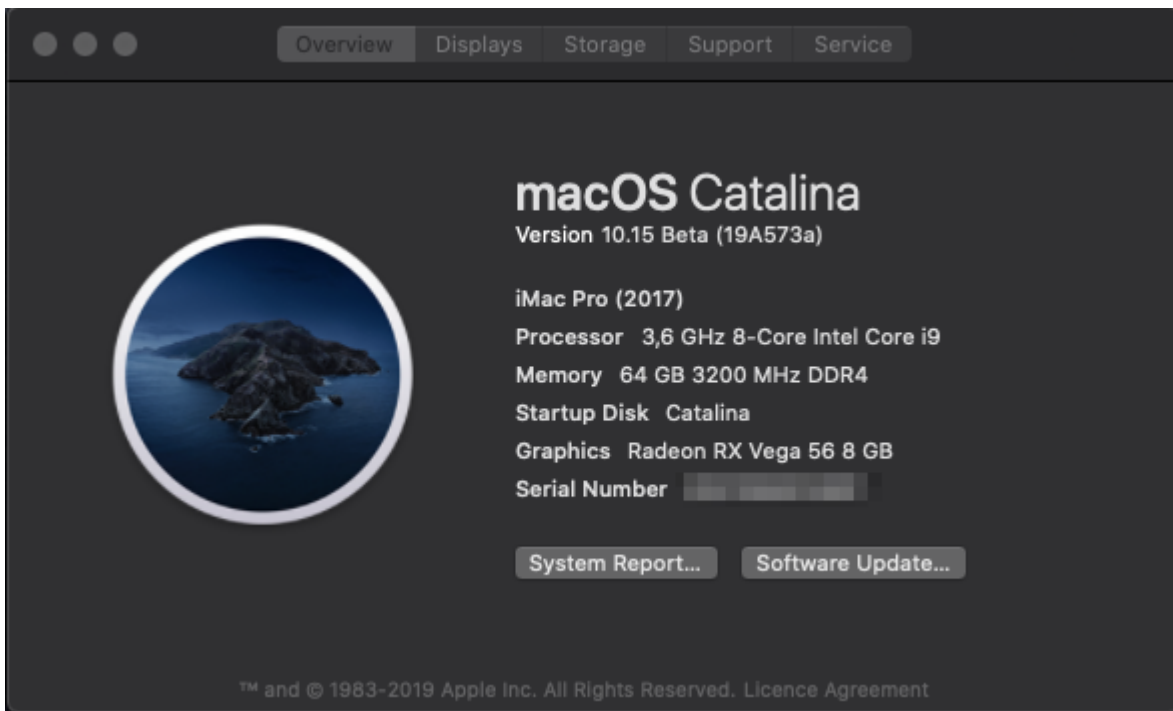 Overview Displays Storage Support Service
macOS Catalina
Version 10.15 Beta (19A573a)
iMac Pro (2017)
Processor 3,6 GHz 8-Core Intel Core i9
Memory 64 GB 3200 MHz DDR4
Startup Disk Catalina
Graphics Radeon RX Vega 56 8 GB
Serial Number
System Report... Software Update...
™ and © 1983-2019 Apple Inc. All Rights Reserved. Licence Agreement